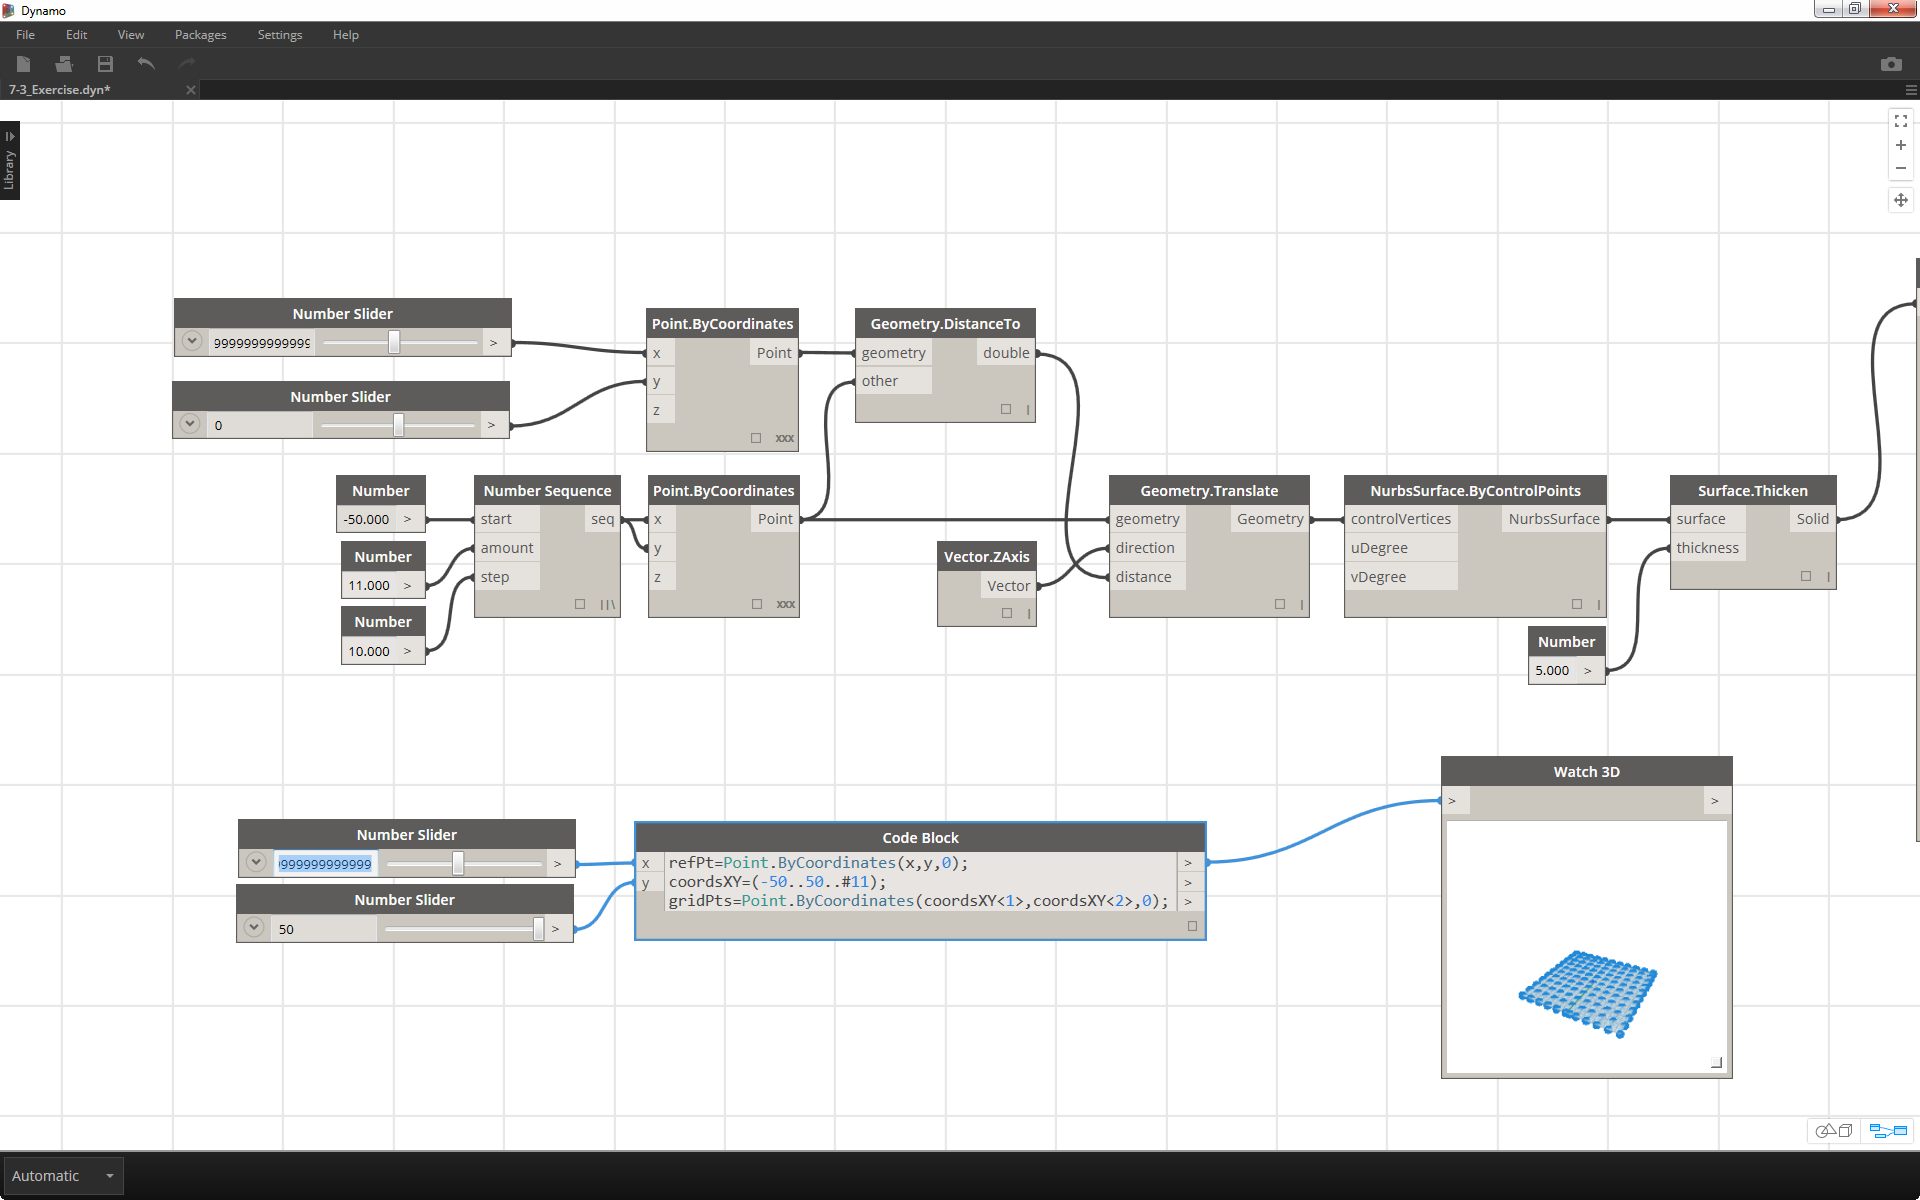 Dynamo
File Edit View Packages Settings Help
7-3_Exercise.dyn*
Library
Number Slider
9999999999999 >
Number Slider
0 >
Point.ByCoordinates
x Point
y
z
xxx
Geometry.DistanceTo
geometry double
other
Number
-50.000 >
Number
11.000 >
Number
10.000 >
Number Sequence
start seq
amount
step
Point.ByCoordinates
x Point
y
z
xxx
Vector.ZAxis
Vector
Geometry.Translate
geometry Geometry
direction
distance
NurbsSurface.ByControlPoints
controlVertices NurbsSurface
uDegree
vDegree
Surface.Thicken
surface Solid
thickness
Number
5.000 >
Number Slider
999999999999 >
Number Slider
50 >
Code Block
x refPt=Point.ByCoordinates(x,y,0); >
y coordsXY=(-50..50..#11); >
gridPts=Point.ByCoordinates(coordsXY<1>,coordsXY<2>,0); >
Watch 3D
> >
Automatic